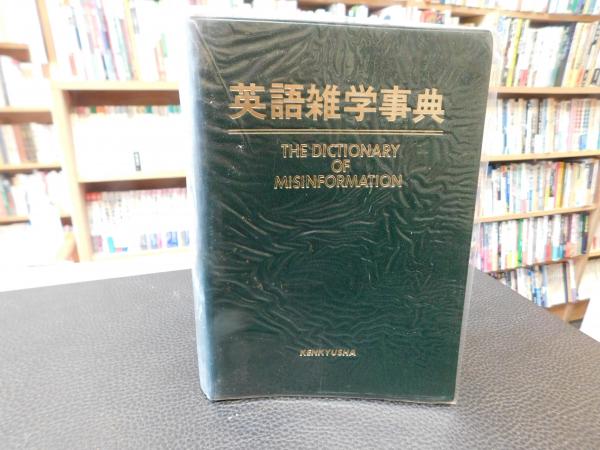 英語雑学事典
THE DICTIONARY
OF
MISINFORMATION
KENKYUSHA